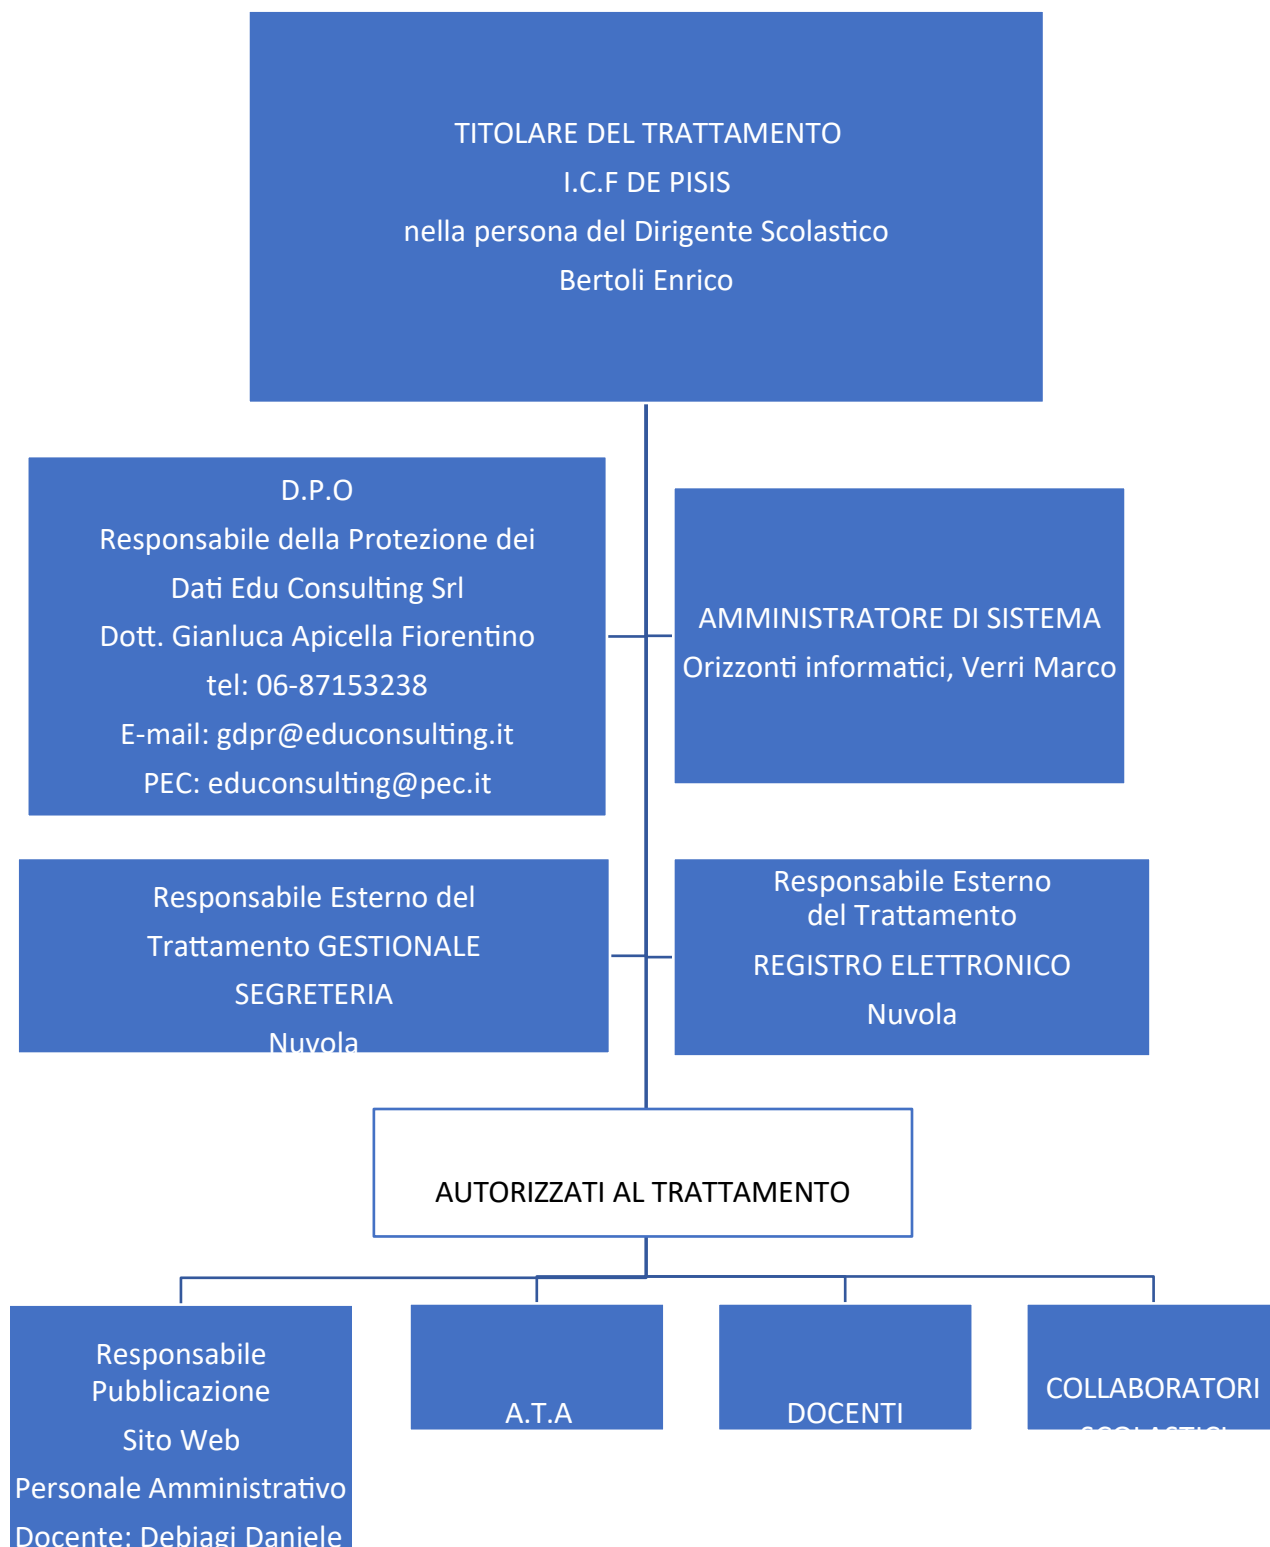 TITOLARE DEL TRATTAMENTO
I.C.F DE PISIS
nella persona del Dirigente Scolastico
Bertoli Enrico
D.P.O
Responsabile della Protezione dei
Dati Edu Consulting Srl
Dott. Gianluca Apicella Fiorentino
tel: 06-87153238
E-mail: gdpr@educonsulting.it
PEC: educonsulting@pec.it
AMMINISTRATORE DI SISTEMA
Orizzonti informatici, Verri Marco
Responsabile Esterno del
Trattamento GESTIONALE
SEGRETERIA
Nuvola
Responsabile Esterno
del Trattamento
REGISTRO ELETTRONICO
Nuvola
AUTORIZZATI AL TRATTAMENTO
Responsabile
Pubblicazione
Sito Web
Personale Amministrativo
Docente: Debiagi Daniele
A.T.A
DOCENTI
COLLABORATORI
SCOLASTICI